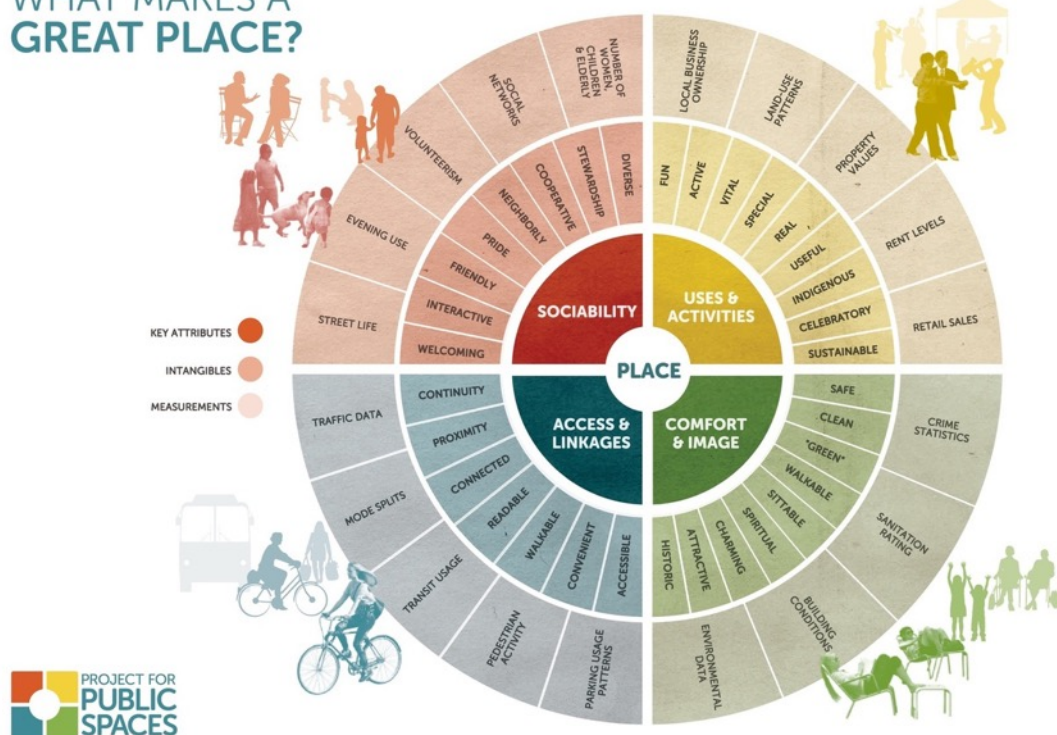 WHAT MAKES A
GREAT PLACE?
NUMBER OF
WOMEN,
CHILDREN
& ELDERLY
SOCIAL
NETWORKS
VOLUNTEERISM
EVENING USE
STREET LIFE
LOCAL BUSINESS
OWNERSHIP
LAND-USE
PATTERNS
PROPERTY
VALUES
RENT LEVELS
RETAIL SALES
DIVERSE
STEWARDSHIP
COOPERATIVE
NEIGHBORLY
PRIDE
FRIENDLY
INTERACTIVE
WELCOMING
FUN
ACTIVE
VITAL
SPECIAL
REAL
USEFUL
INDIGENOUS
CELEBRATORY
SUSTAINABLE
SOCIABILITY
USES &
ACTIVITIES
PLACE
ACCESS &
LINKAGES
COMFORT
& IMAGE
KEY ATTRIBUTES
INTANGIBLES
MEASUREMENTS
CONTINUITY
PROXIMITY
CONNECTED
READABLE
WALKABLE
CONVENIENT
ACCESSIBLE
SAFE
CLEAN
"GREEN"
WALKABLE
SITTABLE
SPIRITUAL
CHARMING
ATTRACTIVE
HISTORIC
TRAFFIC DATA
MODE SPLITS
TRANSIT USAGE
PEDESTRIAN
ACTIVITY
PARKING USAGE
PATTERNS
CRIME
STATISTICS
SANITATION
RATING
BUILDING
CONDITIONS
ENVIRONMENTAL
DATA
PROJECT FOR
PUBLIC
SPACES